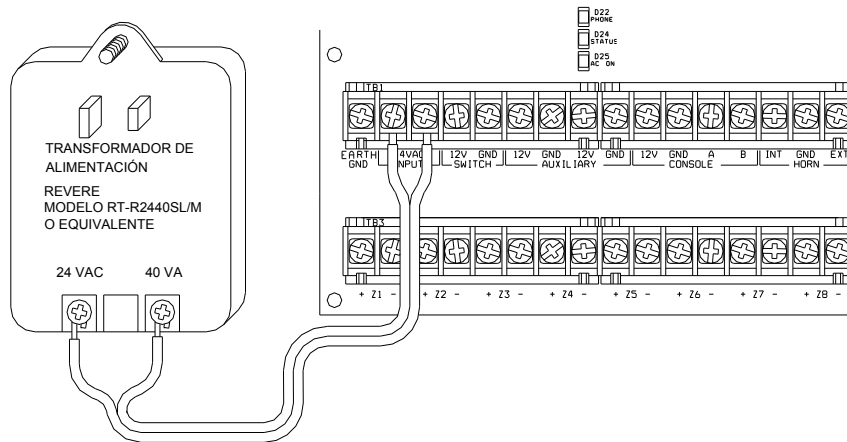 D22
PHONE
D24
STATUS
D25
AC ON
TB1
EARTH GND
4VAC INPUT
12V GND
SWITCH
12V GND 12V GND
AUXILIARY
12V GND A B
CONSOLE
INT GND EXT
HORN
TRANSFORMADOR DE
ALIMENTACIÓN
REVERE
MODELO RT-R2440SL/M
O EQUIVALENTE
24 VAC 40 VA
TB3
+ Z1 - + Z2 - + Z3 - + Z4 - + Z5 - + Z6 - + Z7 - + Z8 -